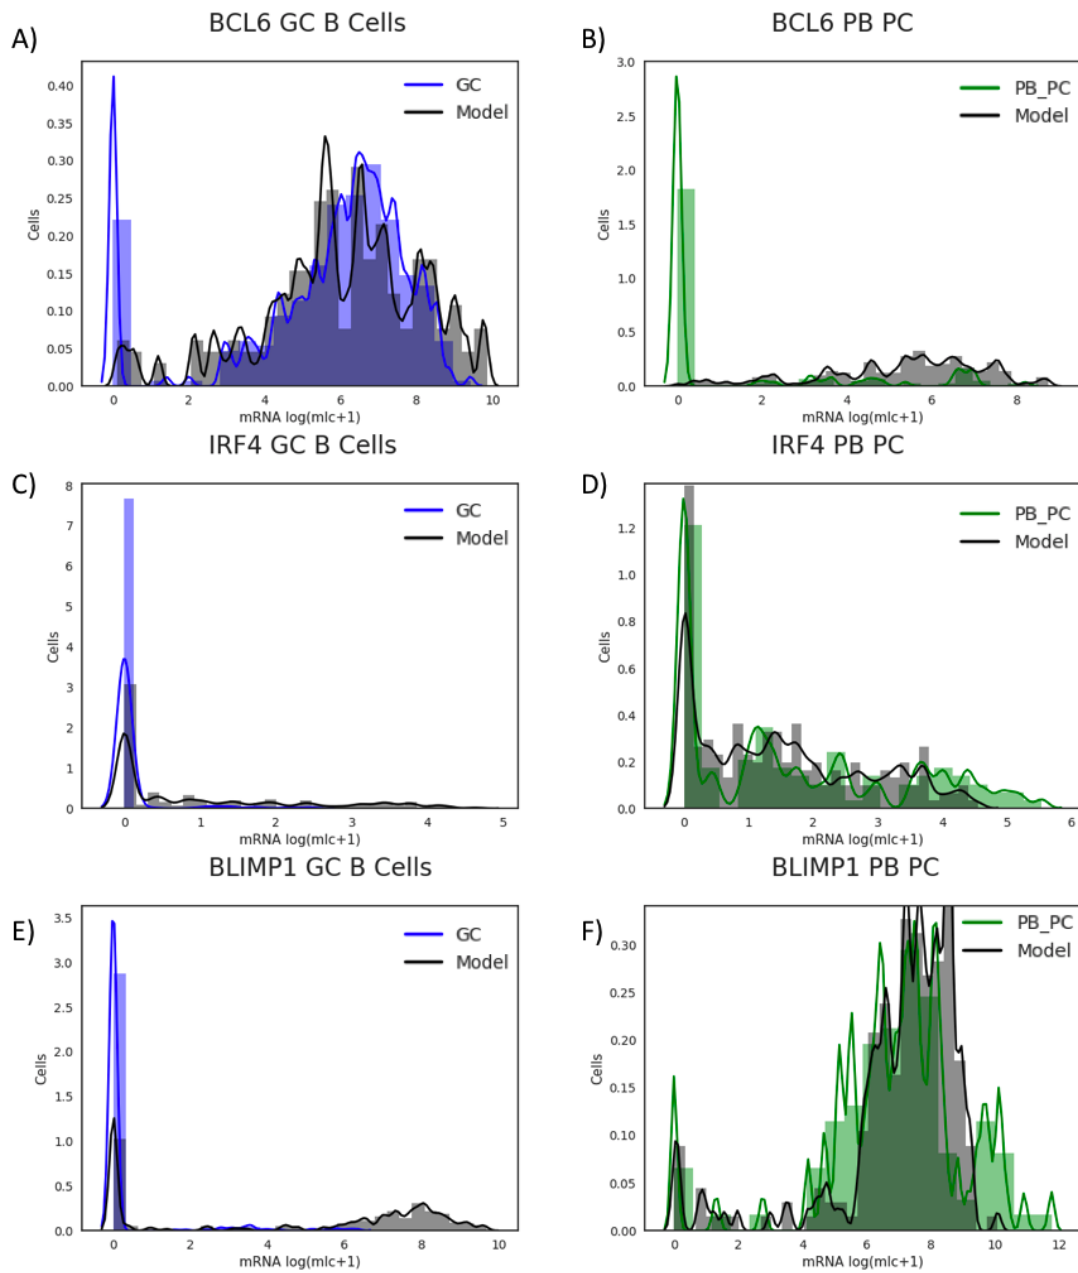 A)
BCL6 GC B Cells
GC
Model
Cells
0.40
0.35
0.30
0.25
0.20
0.15
0.10
0.05
0.00
0 2 4 6 8 10
mRNA log(mlc+1)
B)
BCL6 PB PC
PB_PC
Model
Cells
3.0
2.5
2.0
1.5
1.0
0.5
0.0
0 2 4 6 8
mRNA log(mlc+1)
C)
IRF4 GC B Cells
GC
Model
Cells
8
7
6
5
4
3
2
1
0
0 1 2 3 4 5
mRNA log(mlc+1)
D)
IRF4 PB PC
PB_PC
Model
Cells
1.2
1.0
0.8
0.6
0.4
0.2
0.0
0 1 2 3 4 5 6
mRNA log(mlc+1)
E)
BLIMP1 GC B Cells
GC
Model
Cells
3.5
3.0
2.5
2.0
1.5
1.0
0.5
0.0
0 2 4 6 8 10
mRNA log(mlc+1)
F)
BLIMP1 PB PC
PB_PC
Model
Cells
0.30
0.25
0.20
0.15
0.10
0.05
0.00
0 2 4 6 8 10 12
mRNA log(mlc+1)